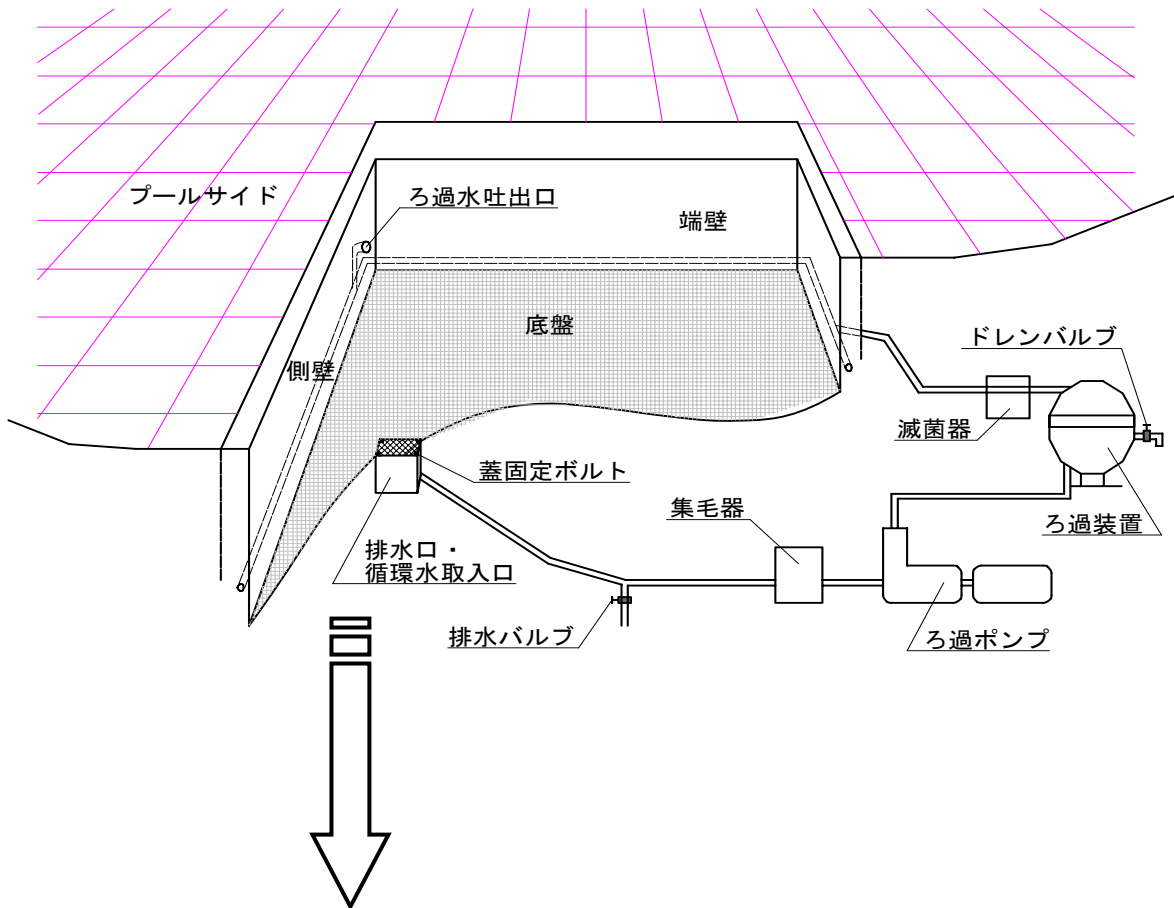 プールサイド
ろ過水吐出口
端壁
底盤
側壁
ドレンバルブ
滅菌器
蓋固定ボルト
集毛器
ろ過装置
排水口・
循環水取入口
排水バルブ
ろ過ポンプ